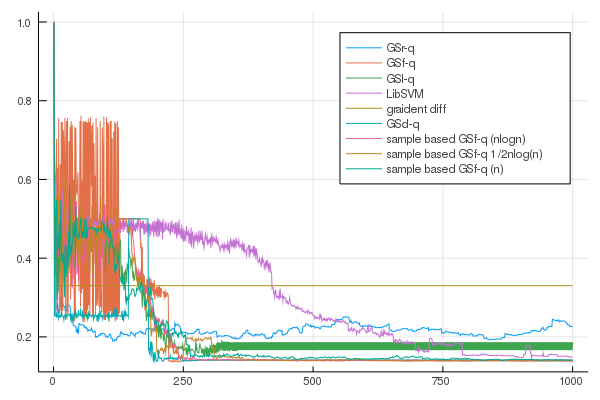 1.0
0.8
0.6
0.4
0.2
0
250
500
750
1000
GSr-q
GSf-q
GSl-q
LibSVM
graident diff
GSd-q
sample based GSf-q (nlogn)
sample based GSf-q 1/2nlog(n)
sample based GSf-q (n)